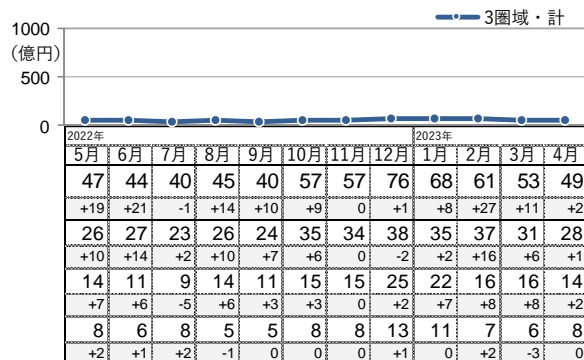 3圏域・計
1000
（億円）
500
0
2022年 2023年
5月 6月 7月 8月 9月 10月 11月 12月 1月 2月 3月 4月
47 44 40 45 40 57 57 76 68 61 53 49
+19 +21 -1 +14 +10 +9 0 +1 +8 +27 +11 +2
26 27 23 26 24 35 34 38 35 37 31 28
+10 +14 +2 +10 +7 +6 0 -2 +2 +16 +6 +1
14 11 9 14 11 15 15 25 22 16 16 14
+7 +6 -5 +6 +3 +3 0 +2 +7 +8 +8 +2
8 6 8 5 5 8 8 13 11 7 6 8
+2 +1 +2 -1 0 0 0 +1 0 +2 -3 0